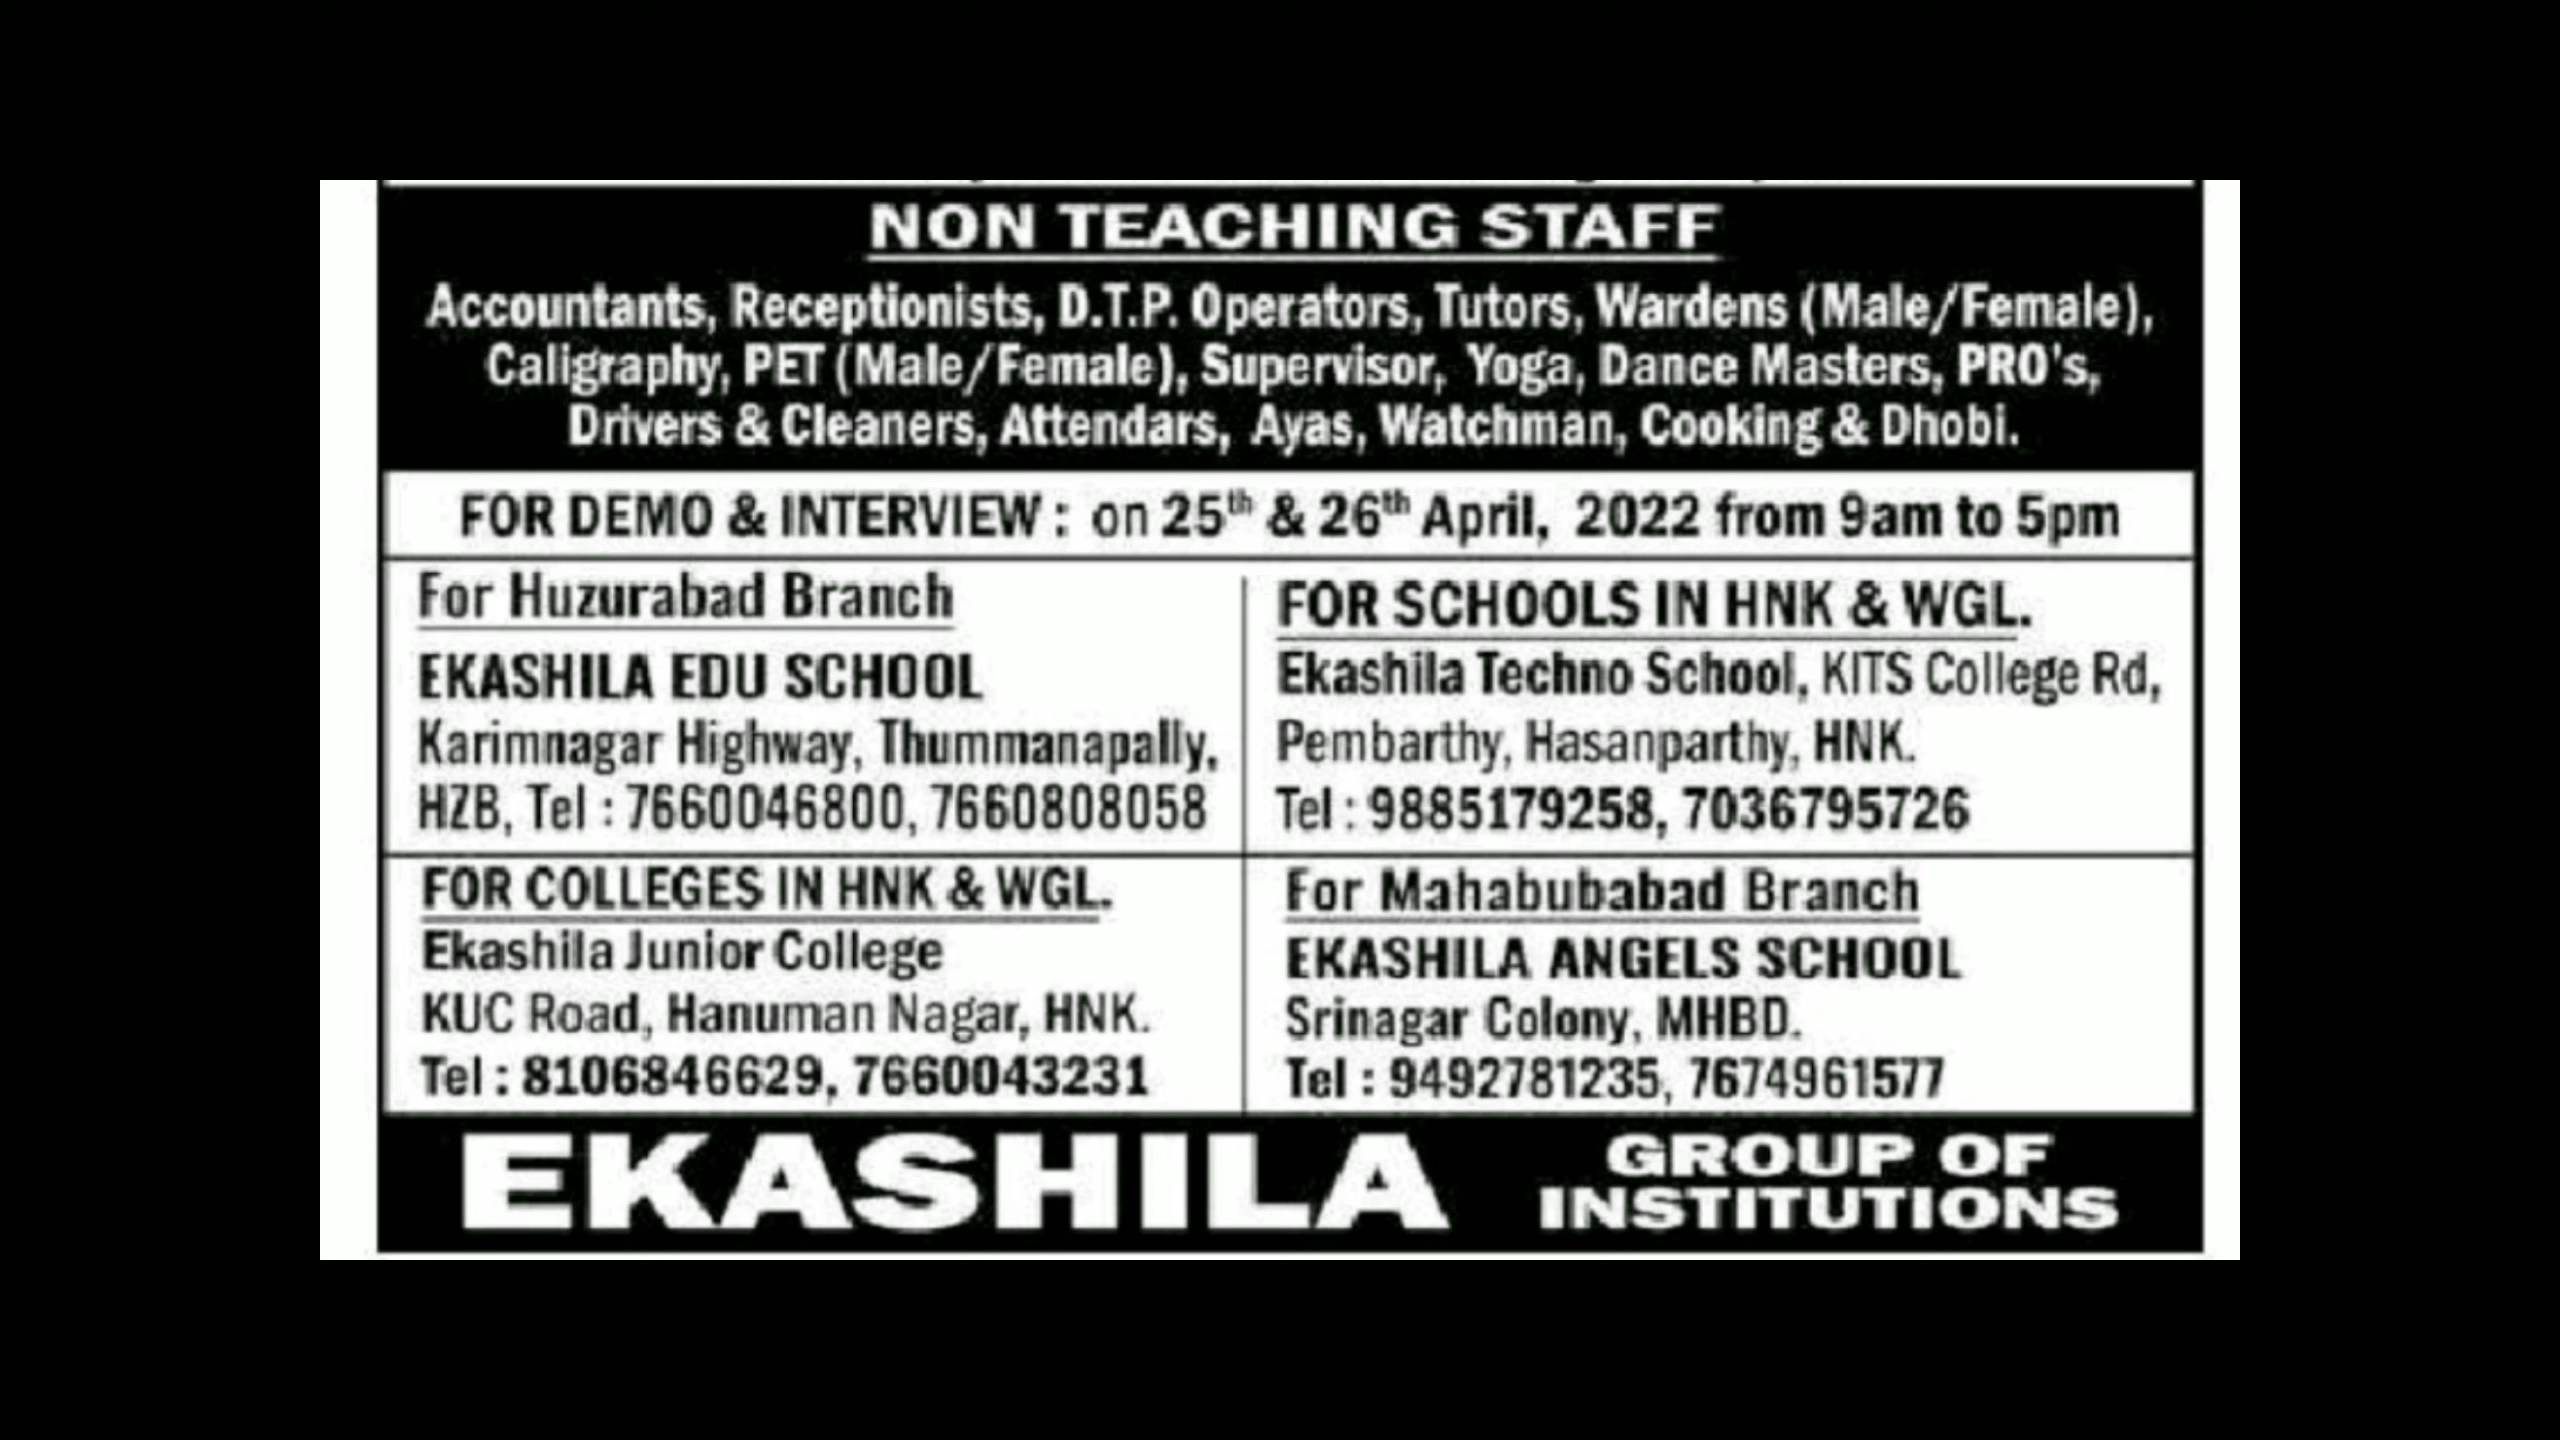 NON TEACHING STAFF
Accountants, Receptionists, D.T.P. Operators, Tutors, Wardens (Male/Female),
Caligraphy, PET (Male/Female), Supervisor, Yoga, Dance Masters, PRO's,
Drivers & Cleaners, Attendars, Ayas, Watchman, Cooking & Dhobi.
FOR DEMO & INTERVIEW : on 25th & 26th April, 2022 from 9am to 5pm
For Huzurabad Branch
EKASHILA EDU SCHOOL
Karimnagar Highway, Thummanapally,
HZB, Tel : 7660046800, 7660808058
FOR SCHOOLS IN HNK & WGL.
Ekashila Techno School, KITS College Rd,
Pembarthy, Hasanparthy, HNK.
Tel : 9885179258, 7036795726
FOR COLLEGES IN HNK & WGL.
Ekashila Junior College
KUC Road, Hanuman Nagar, HNK.
Tel : 8106846629, 7660043231
For Mahabubabad Branch
EKASHILA ANGELS SCHOOL
Srinagar Colony, MHBD.
Tel : 9492781235, 7674961577
EKASHILA GROUP OF
INSTITUTIONS